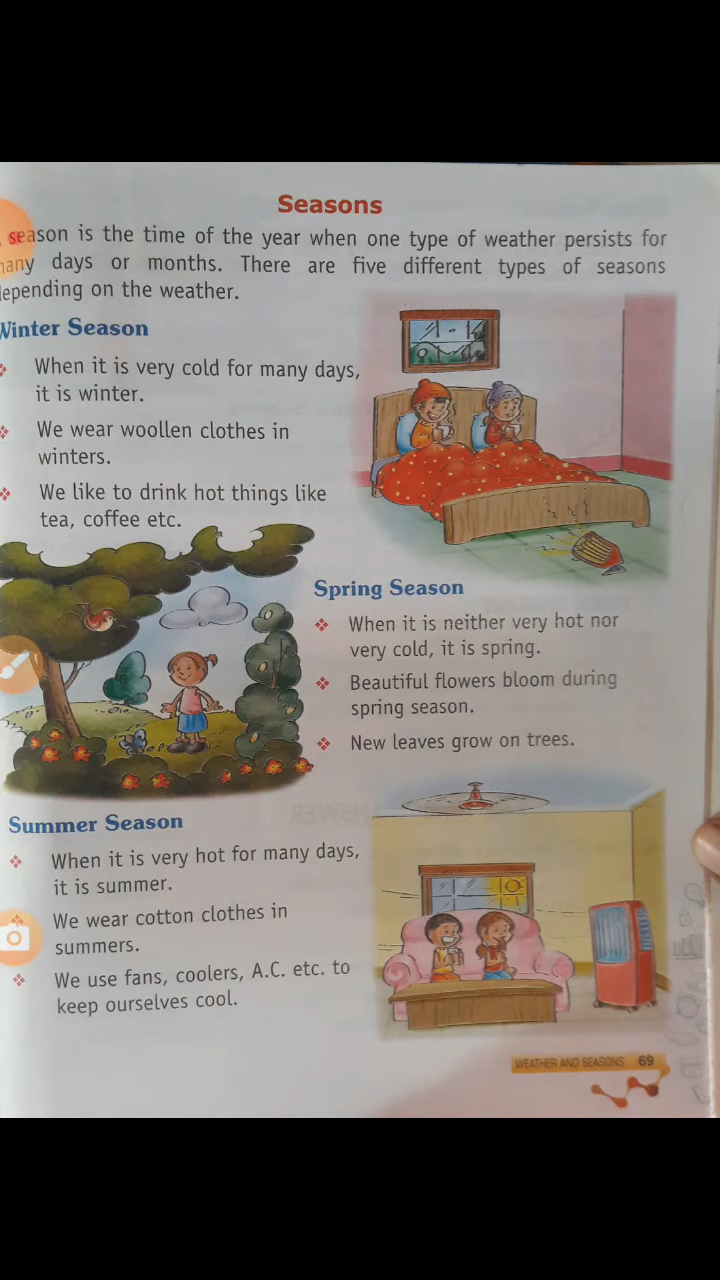 Seasons
season is the time of the year when one type of weather persists for
many days or months. There are five different types of seasons
depending on the weather.
Winter Season
When it is very cold for many days,
it is winter.
We wear woollen clothes in
winters.
We like to drink hot things like
tea, coffee etc.
Spring Season
When it is neither very hot nor
very cold, it is spring.
Beautiful flowers bloom during
spring season.
New leaves grow on trees.
Summer Season
When it is very hot for many days,
it is summer.
We wear cotton clothes in
summers.
We use fans, coolers, A.C. etc. to
keep ourselves cool.
WEATHER AND SEASONS 69